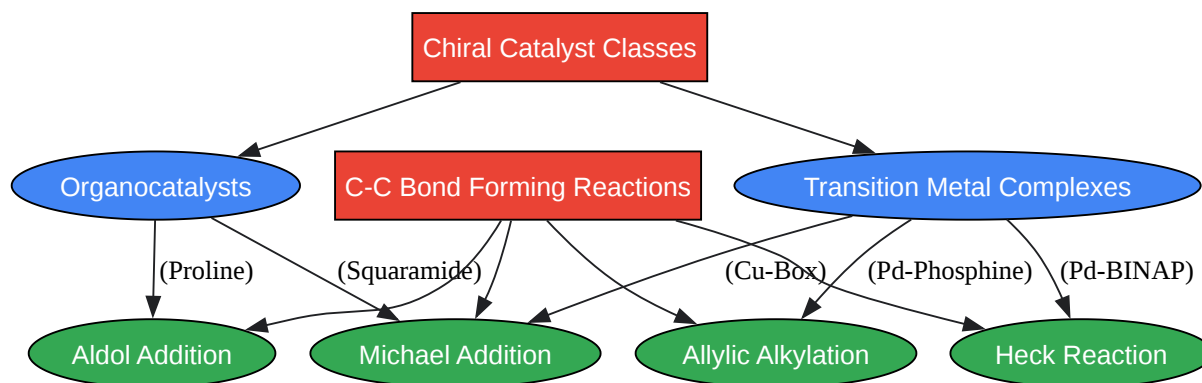 Chiral Catalyst Classes
Organocatalysts
C-C Bond Forming Reactions
Transition Metal Complexes
(Proline)
(Squaramide)
(Cu-Box)
(Pd-Phosphine)
(Pd-BINAP)
Aldol Addition
Michael Addition
Allylic Alkylation
Heck Reaction